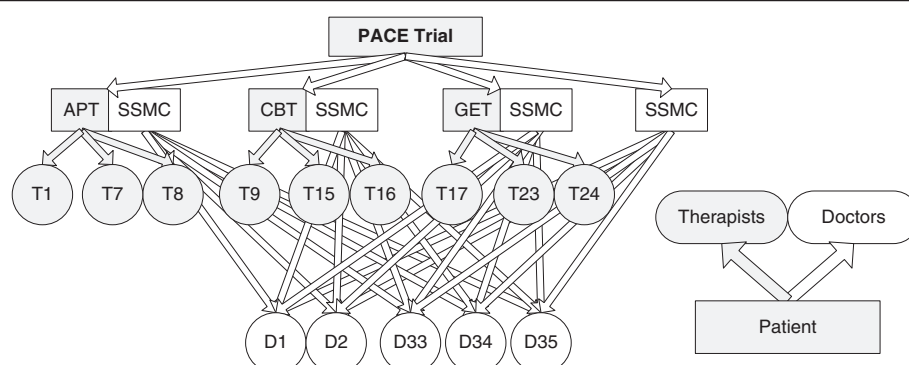 PACE Trial
APT SSMC CBT SSMC GET SSMC SSMC
T1 T7 T8 T9 T15 T16 T17 T23 T24
Therapists Doctors
Patient
D1 D2 D33 D34 D35